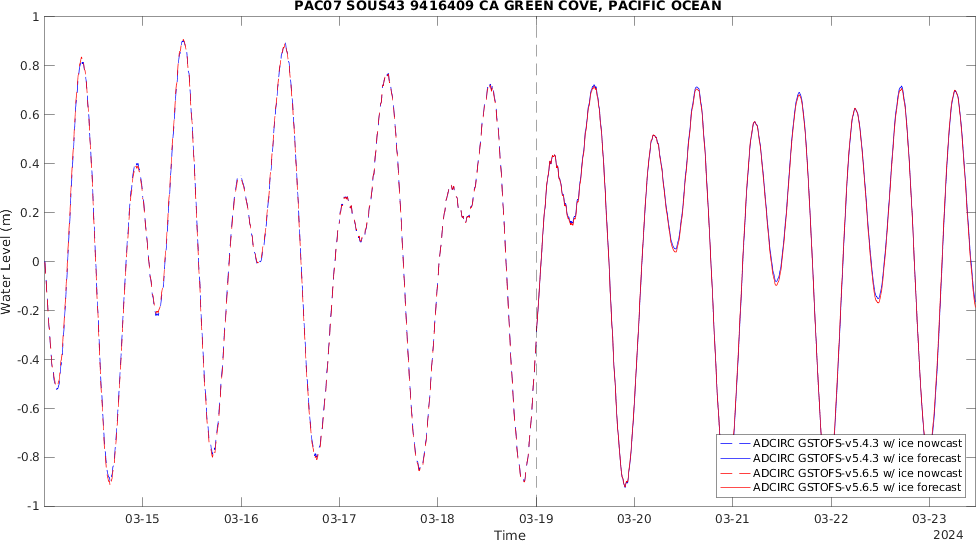 PAC07 SOUS43 9416409 CA GREEN COVE, PACIFIC OCEAN
1
0.8
0.6
0.4
0.2
0
-0.2
-0.4
-0.6
-0.8
-1
Water Level (m)
ADCIRC GSTOFS-v5.4.3 w/ ice nowcast
ADCIRC GSTOFS-v5.4.3 w/ ice forecast
ADCIRC GSTOFS-v5.6.5 w/ ice nowcast
ADCIRC GSTOFS-v5.6.5 w/ ice forecast
03-15 03-16 03-17 03-18 03-19 03-20 03-21 03-22 03-23
Time
2024